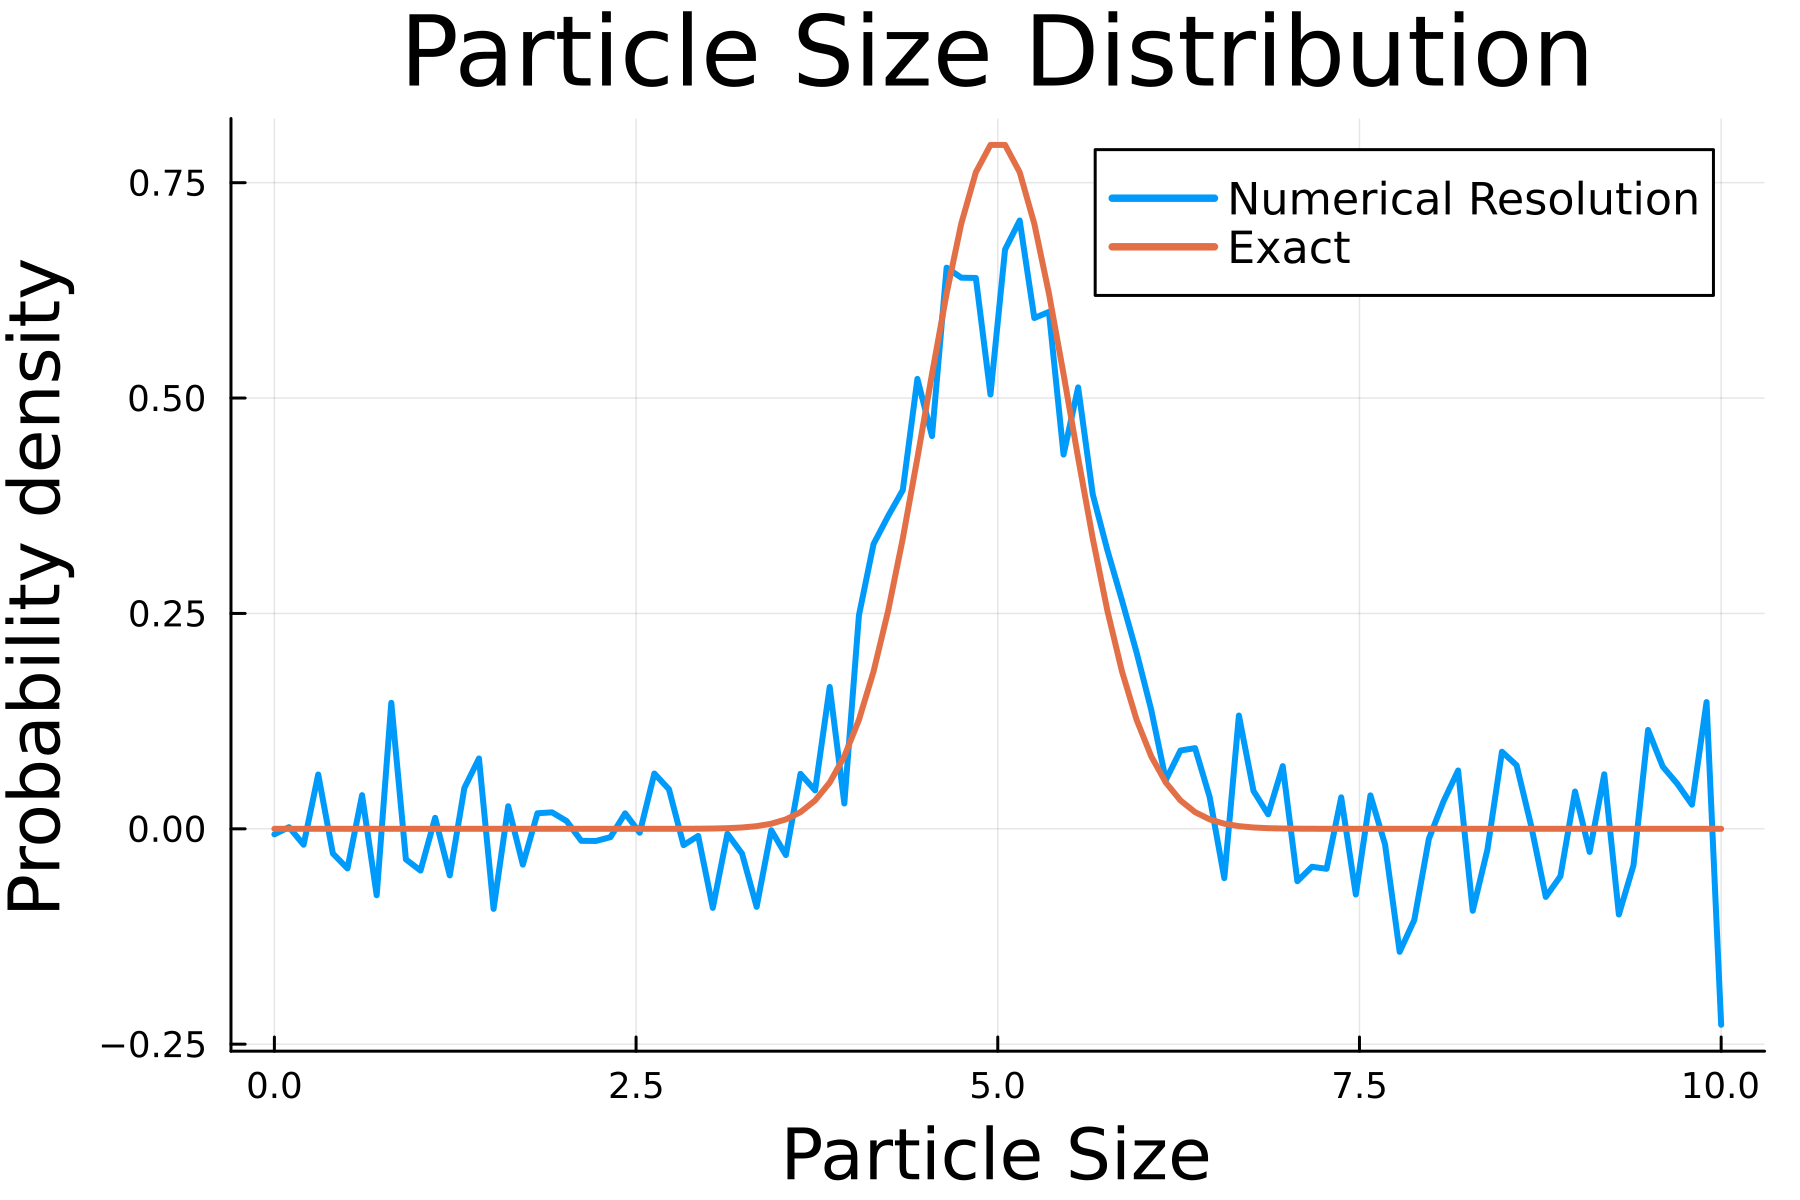 Particle Size Distribution
Numerical Resolution
Exact
Probability density
0.75
0.50
0.25
0.00
−0.25
0.0 2.5 5.0 7.5 10.0
Particle Size